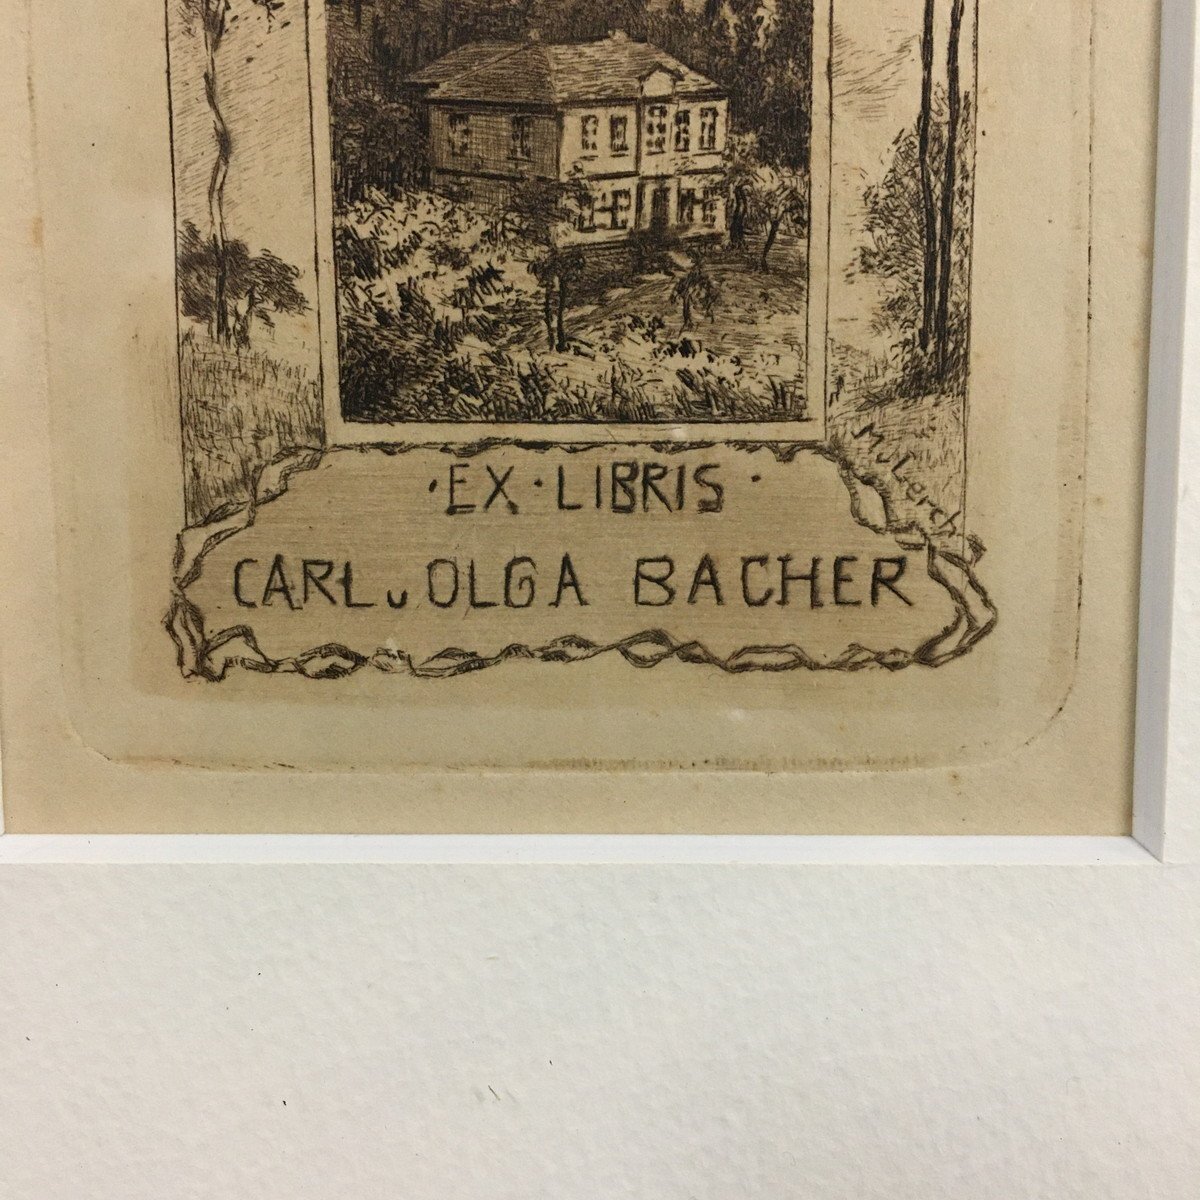 M. Lerch
·EX·LIBRIS·
CARL u OLGA BACHER